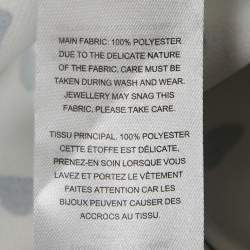 MAIN FABRIC: 100% POLYESTER
DUE TO THE DELICATE NATURE
OF THE FABRIC, CARE MUST BE
TAKEN DURING WASH AND WEAR.
JEWELLERY MAY SNAG THIS
FABRIC, PLEASE TAKE CARE.
TISSU PRINCIPAL. 100% POLYESTER
CETTE ÉTOFFE EST DÉLICATE,
PRENEZ-EN SOIN LORSQUE VOUS
LAVEZ ET PORTEZ LE VÊTEMENT
FAITES ATTENTION CAR LES
BIJOUX PEUVENT CAUSER DES
ACCROCS AU TISSU.